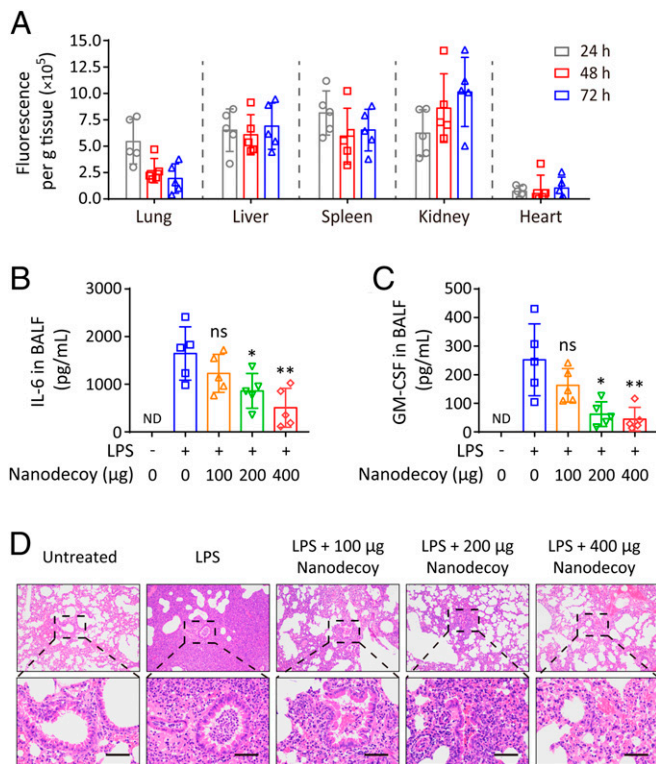 A
Fluorescence
per g tissue (×10⁵)
15.0
12.5
10.0
7.5
5.0
2.5
0.0
24 h
48 h
72 h
Lung Liver Spleen Kidney Heart
B
IL-6 in BALF
(pg/mL)
3000
2000
1000
0
ND
ns
*
**
LPS - + + + +
Nanodecoy (μg) 0 0 100 200 400
C
GM-CSF in BALF
(pg/mL)
500
400
300
200
100
0
ND
ns
*
**
LPS - + + + +
Nanodecoy (μg) 0 0 100 200 400
D
Untreated
LPS
LPS + 100 μg
Nanodecoy
LPS + 200 μg
Nanodecoy
LPS + 400 μg
Nanodecoy